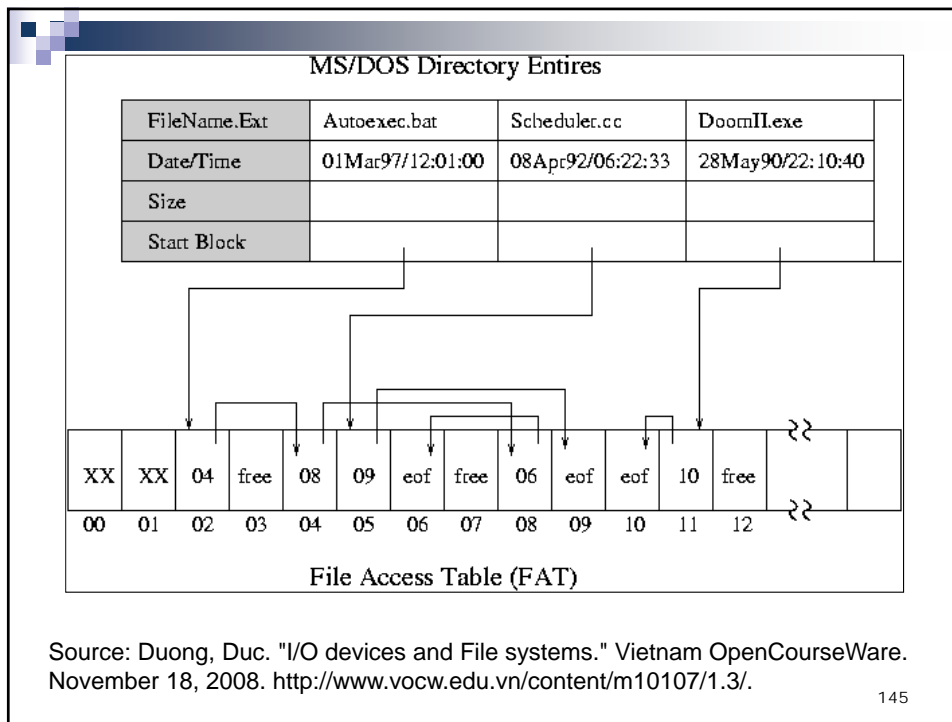 MS/DOS Directory Entires
FileName.Ext Autoexec.bat Scheduler.cc DoomII.exe
Date/Time 01Mar97/12:01:00 08Apr92/06:22:33 28May90/22:10:40
Size
Start Block
XX XX 04 free 08 09 eof free 06 eof eof 10 free
00 01 02 03 04 05 06 07 08 09 10 11 12
File Access Table (FAT)
Source: Duong, Duc. "I/O devices and File systems." Vietnam OpenCourseWare.
November 18, 2008. http://www.vocw.edu.vn/content/m10107/1.3/.
145